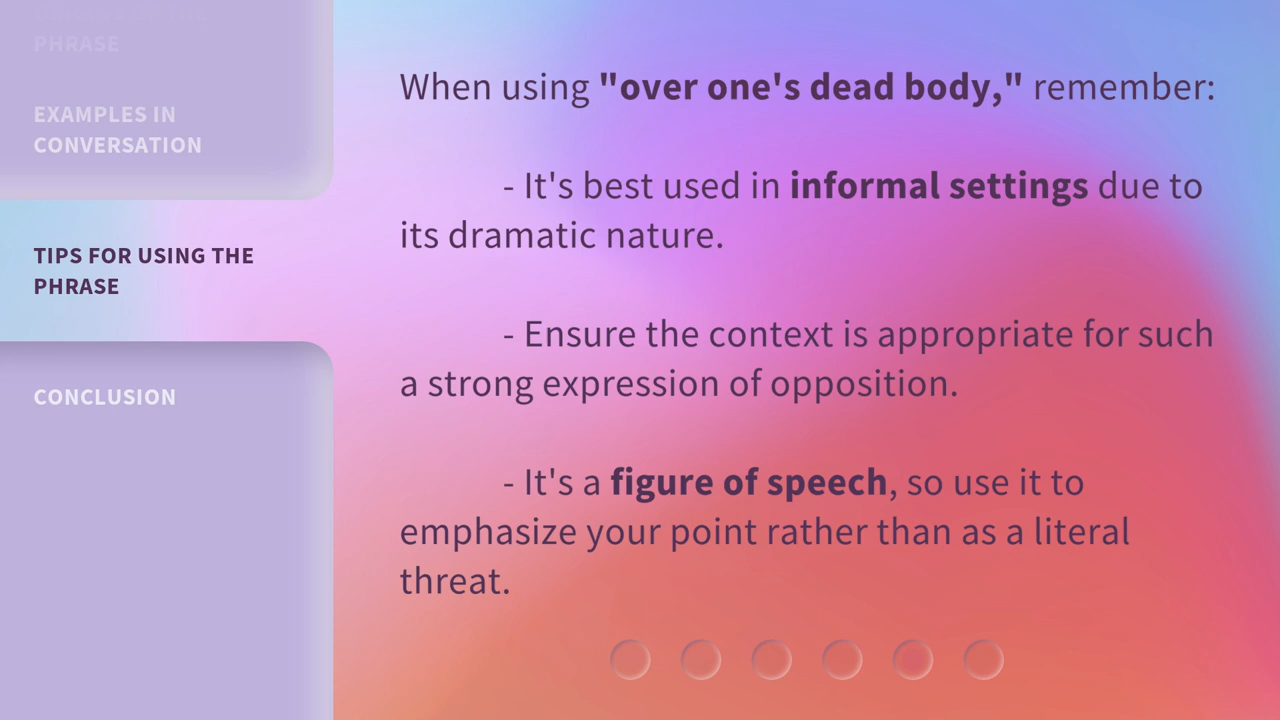 PHRASE
EXAMPLES IN
CONVERSATION
TIPS FOR USING THE
PHRASE
CONCLUSION
When using "over one's dead body," remember:
- It's best used in informal settings due to
its dramatic nature.
- Ensure the context is appropriate for such
a strong expression of opposition.
- It's a figure of speech, so use it to
emphasize your point rather than as a literal
threat.